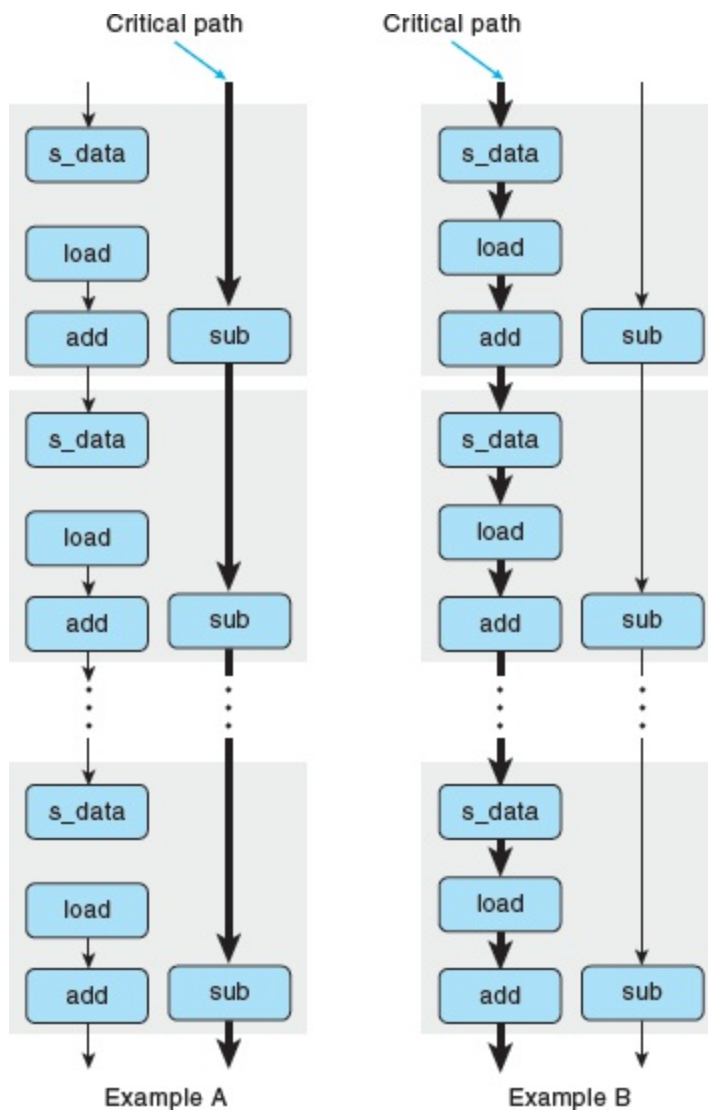 Critical path
Critical path
s_data
s_data
load
load
add
sub
add
sub
s_data
s_data
load
load
add
sub
add
sub
s_data
s_data
load
load
add
sub
add
sub
Example A
Example B